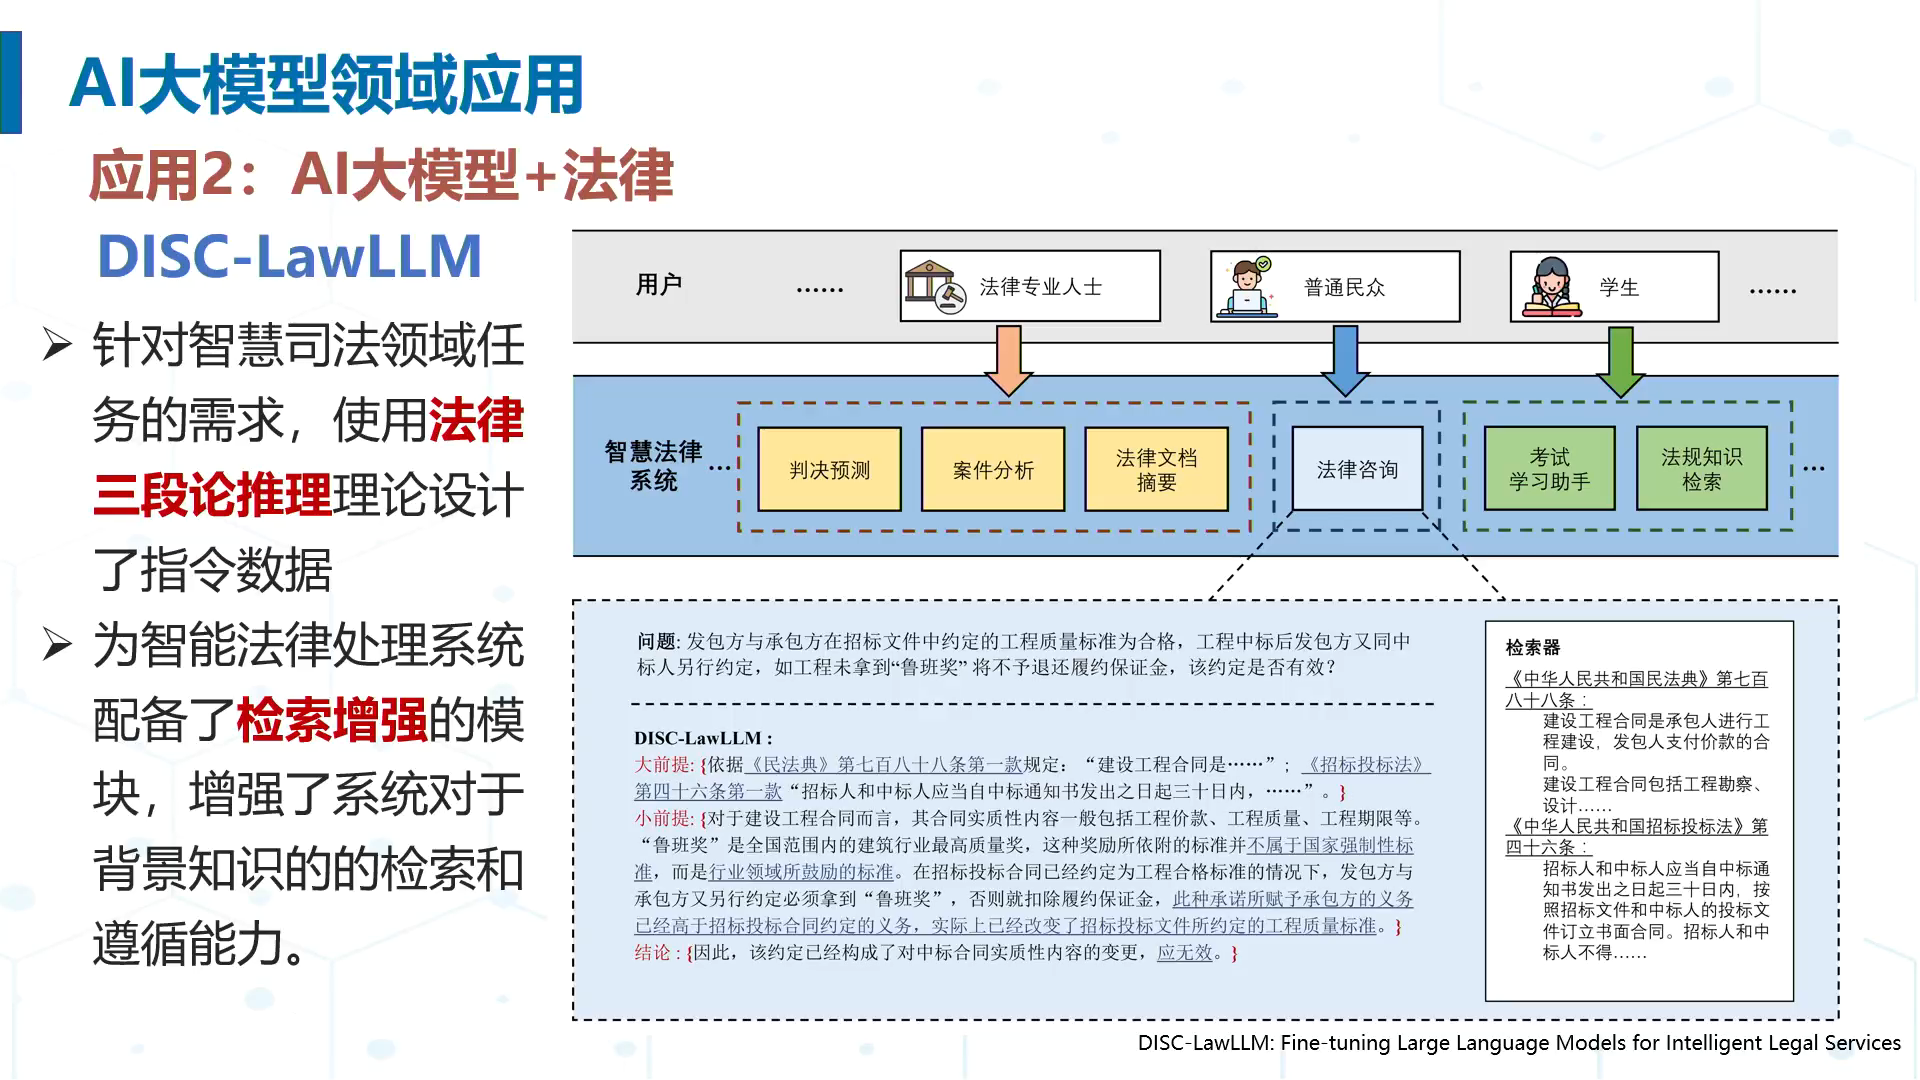 AI大模型领域应用
应用2：AI大模型+法律
DISC-LawLLM
➢ 针对智慧司法领域任
务的需求，使用法律
三段论推理理论设计
了指令数据
➢ 为智能法律处理系统
配备了检索增强的模
块，增强了系统对于
背景知识的的检索和
遵循能力。
用户
……
法律专业人士
普通民众
学生
……
智慧法律
系统
…
判决预测
案件分析
法律文档
摘要
法律咨询
考试
学习助手
法规知识
检索
…
问题: 发包方与承包方在招标文件中约定的工程质量标准为合格，工程中标后发包方又同中
标人另行约定，如工程未拿到“鲁班奖” 将不予退还履约保证金，该约定是否有效？
DISC-LawLLM :
大前提: {依据《民法典》第七百八十八条第一款规定：“建设工程合同是……”；《招标投标法》
第四十六条第一款“招标人和中标人应当自中标通知书发出之日起三十日内，……”。}
小前提: {对于建设工程合同而言，其合同实质性内容一般包括工程价款、工程质量、工程期限等。
“鲁班奖”是全国范围内的建筑行业最高质量奖，这种奖励所依附的标准并不属于国家强制性标
准，而是行业领域所鼓励的标准。在招标投标合同已经约定为工程合格标准的情况下，发包方与
承包方又另行约定必须拿到“鲁班奖”，否则就扣除履约保证金，此种承诺所赋予承包方的义务
已经高于招标投标合同约定的义务，实际上已经改变了招标投标文件所约定的工程质量标准。}
结论 : {因此，该约定已经构成了对中标合同实质性内容的变更，应无效。}
检索器
《中华人民共和国民法典》第七百
八十八条：
建设工程合同是承包人进行工
程建设，发包人支付价款的合
同。
建设工程合同包括工程勘察、
设计……
《中华人民共和国招标投标法》第
四十六条：
招标人和中标人应当自中标通
知书发出之日起三十日内，按
照招标文件和中标人的投标文
件订立书面合同。招标人和中
标人不得……
DISC-LawLLM: Fine-tuning Large Language Models for Intelligent Legal Services